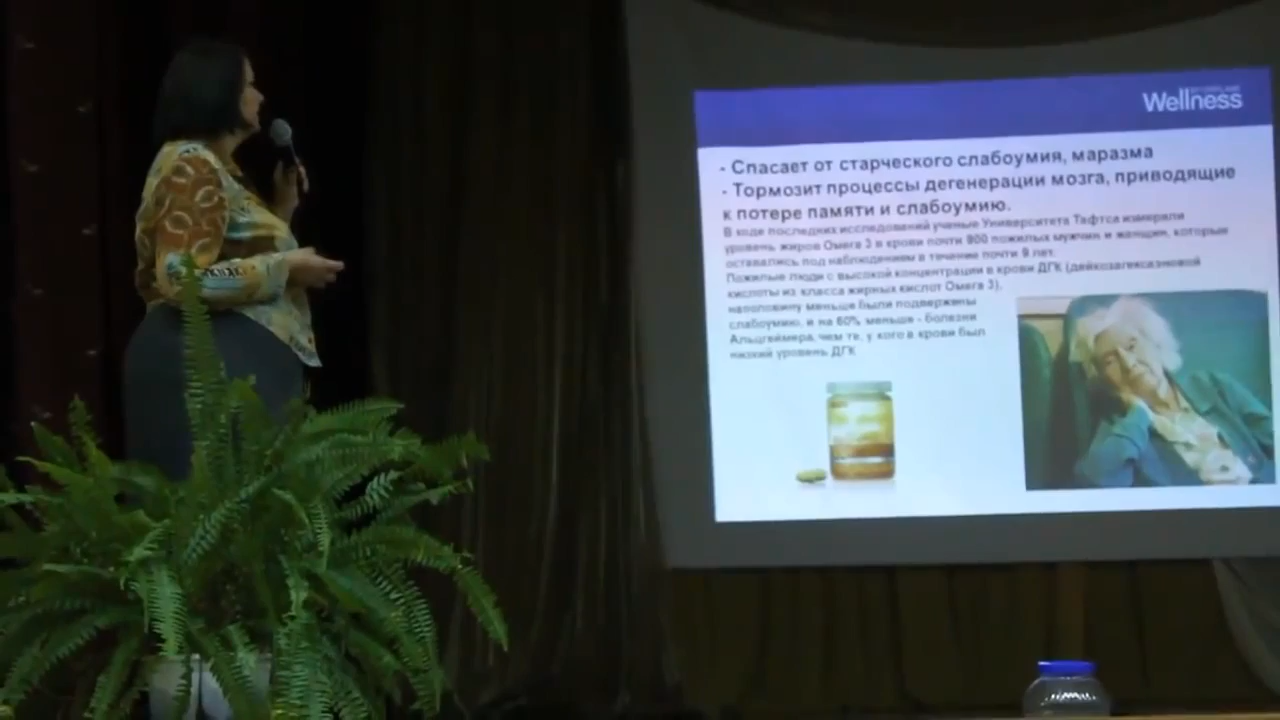 Wellness
- Спасает от старческого слабоумия, маразма
- Тормозит процессы дегенерации мозга, приводящие
к потере памяти и слабоумию.
В ходе последних исследований ученые Университета Тафтса измерили
уровень жиров Омега 3 в крови почти 900 пожилых мужчин и женщин, которые
оставались под наблюдением в течение почти 9 лет.
Пожилые люди с высокой концентрации в крови ДГК (дейкозагексаэновой
кислоты из класса жирных кислот Омега 3),
наполовину меньше были подвержены
слабоумию, и на 60% меньше - болезни
Альцгеймера, чем те, у кого в крови был
низкий уровень ДГК